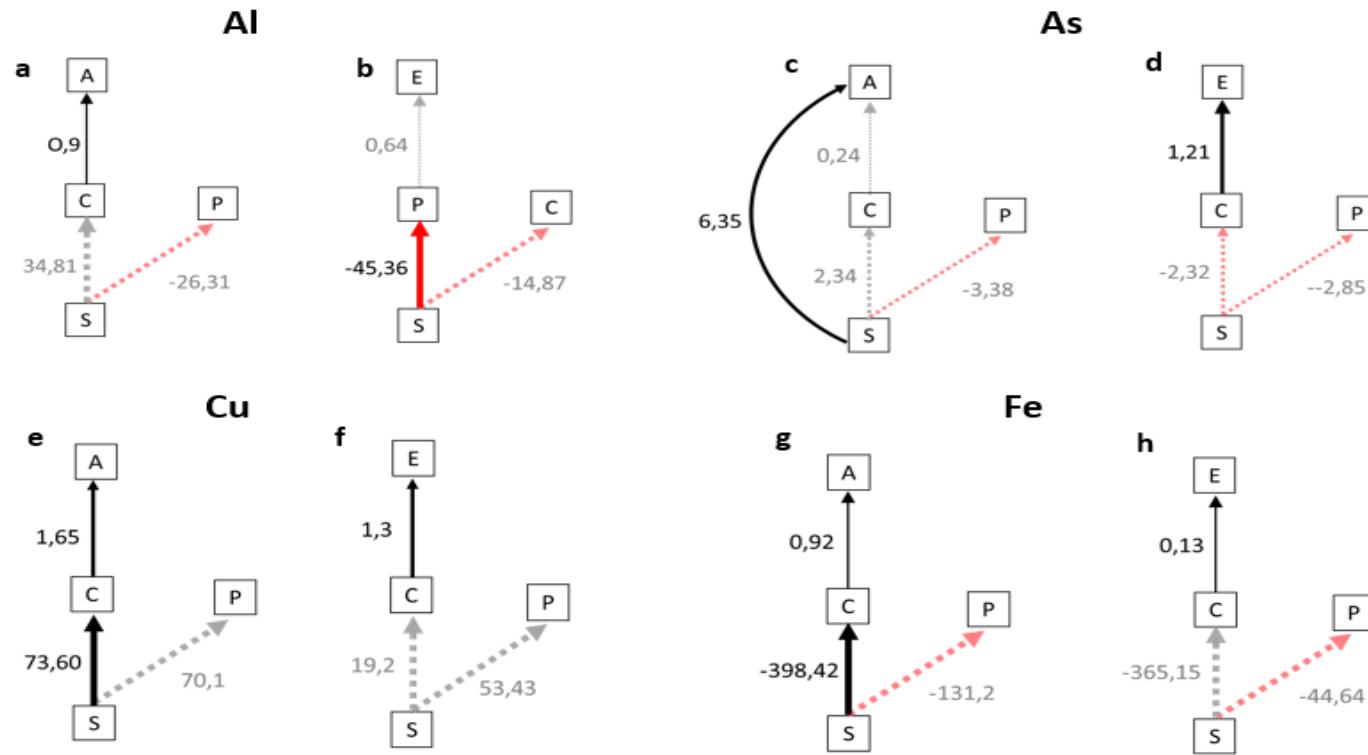 Al
a
A
O,9
C
P
34,81
-26,31
S
b
E
0,64
P
C
-45,36
-14,87
S
As
c
A
0,24
6,35
C
P
2,34
-3,38
S
d
E
1,21
C
P
-2,32
--2,85
S
Cu
e
A
1,65
C
P
73,60
70,1
S
f
E
1,3
C
P
19,2
53,43
S
Fe
g
A
0,92
C
P
-398,42
-131,2
S
h
E
0,13
C
P
-365,15
-44,64
S